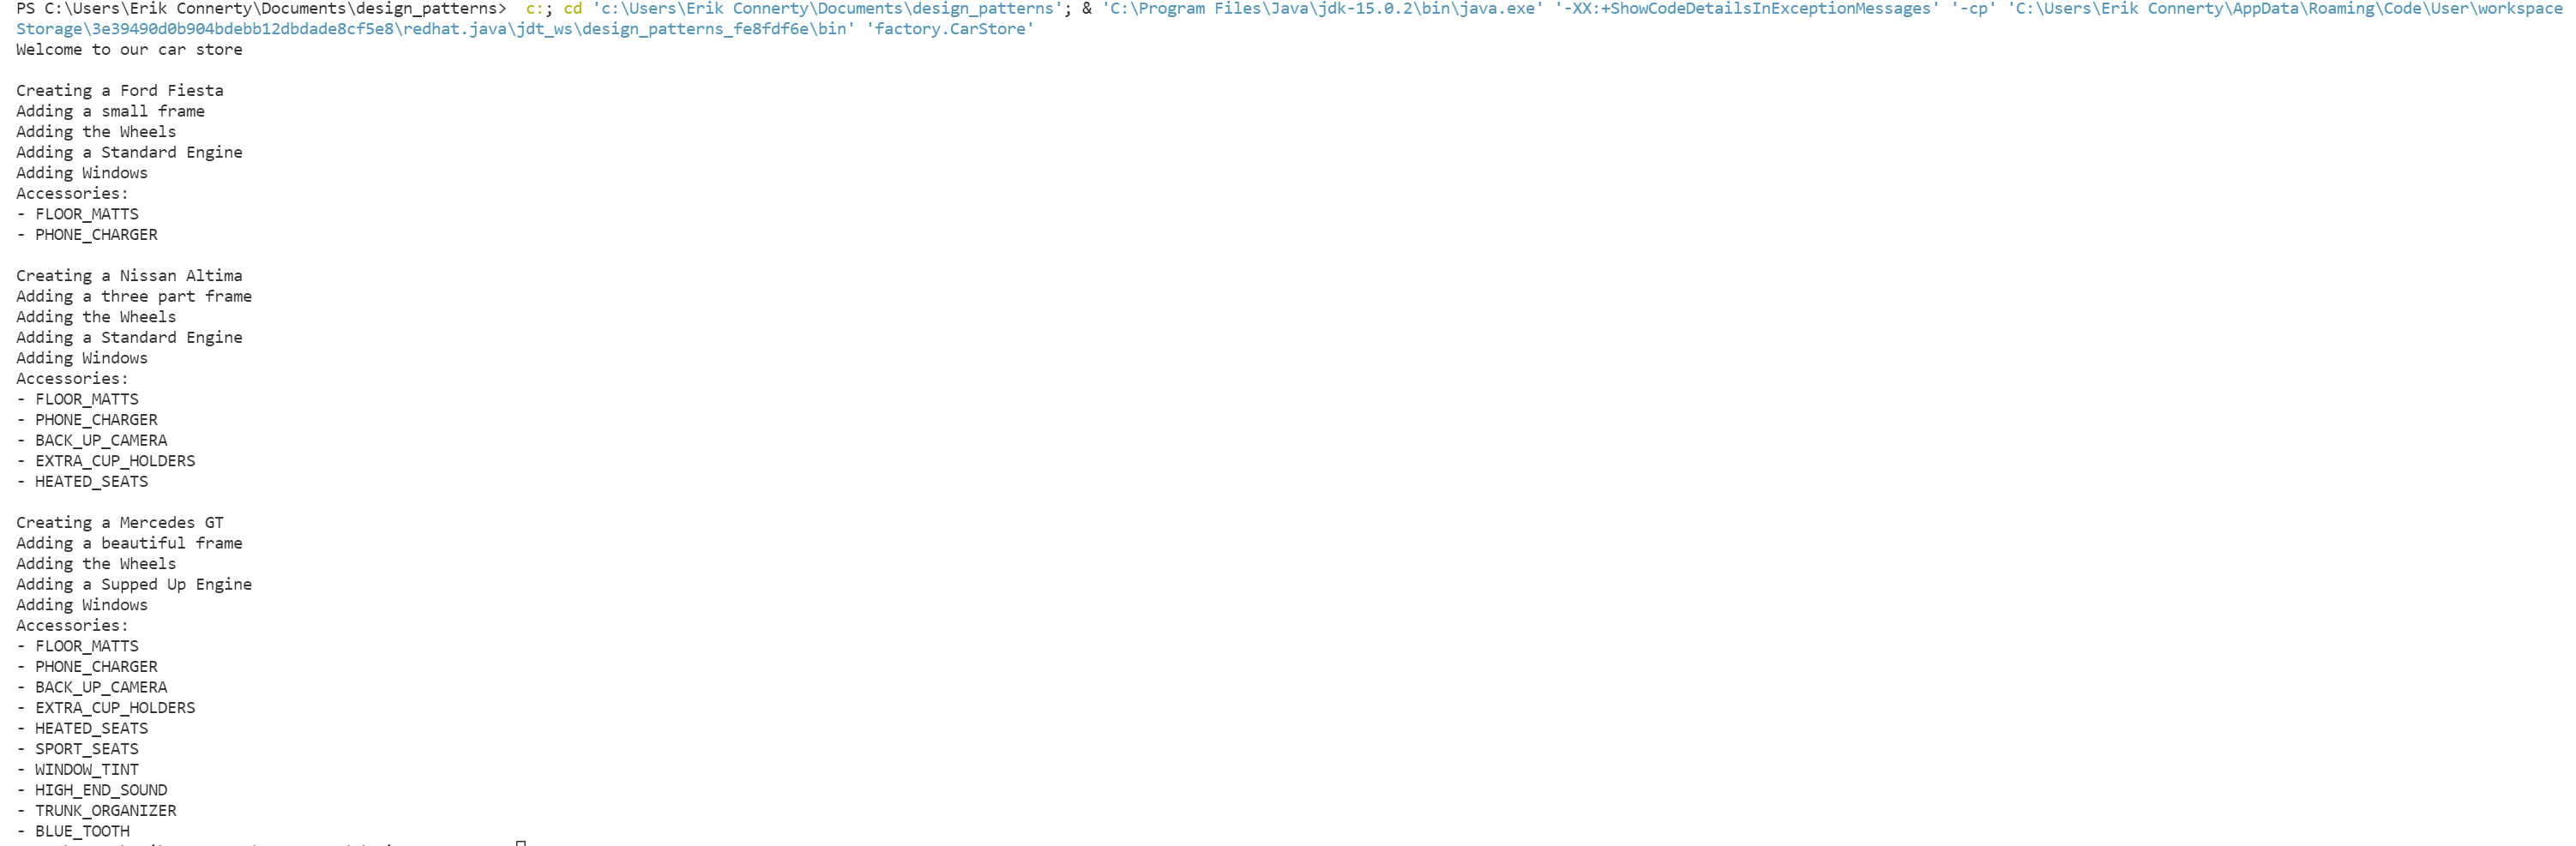 PS C:\Users\Erik Connerty\Documents\design_patterns>  c:; cd 'c:\Users\Erik Connerty\Documents\design_patterns'; & 'C:\Program Files\Java\jdk-15.0.2\bin\java.exe' '-XX:+ShowCodeDetailsInExceptionMessages' '-cp' 'C:\Users\Erik Connerty\AppData\Roaming\Code\User\workspace
Storage\3e39490d0b904bdebb12dbdade8cf5e8\redhat.java\jdt_ws\design_patterns_fe8fdf6e\bin' 'factory.CarStore'
Welcome to our car store
Creating a Ford Fiesta
Adding a small frame
Adding the Wheels
Adding a Standard Engine
Adding Windows
Accessories:
- FLOOR_MATTS
- PHONE_CHARGER
Creating a Nissan Altima
Adding a three part frame
Adding the Wheels
Adding a Standard Engine
Adding Windows
Accessories:
- FLOOR_MATTS
- PHONE_CHARGER
- BACK_UP_CAMERA
- EXTRA_CUP_HOLDERS
- HEATED_SEATS
Creating a Mercedes GT
Adding a beautiful frame
Adding the Wheels
Adding a Supped Up Engine
Adding Windows
Accessories:
- FLOOR_MATTS
- PHONE_CHARGER
- BACK_UP_CAMERA
- EXTRA_CUP_HOLDERS
- HEATED_SEATS
- SPORT_SEATS
- WINDOW_TINT
- HIGH_END_SOUND
- TRUNK_ORGANIZER
- BLUE_TOOTH